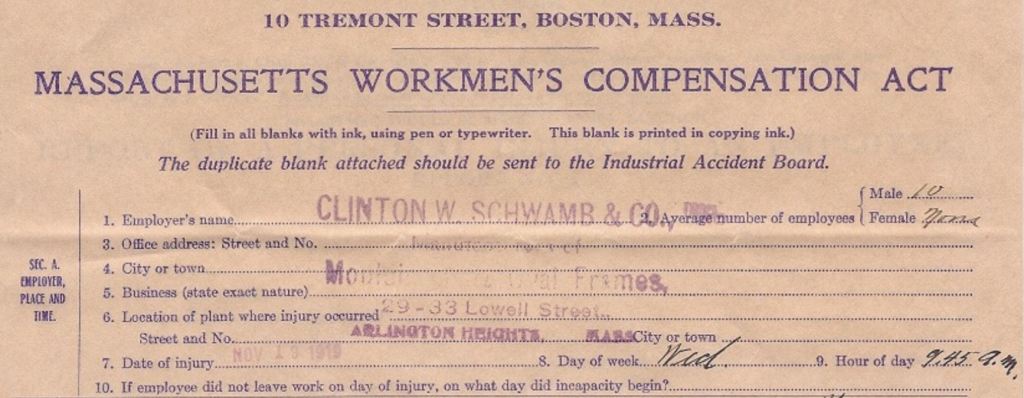 10 TREMONT STREET, BOSTON, MASS.
MASSACHUSETTS WORKMEN'S COMPENSATION ACT
(Fill in all blanks with ink, using pen or typewriter. This blank is printed in copying ink.)
The duplicate blank attached should be sent to the Industrial Accident Board.
SEC. A.
EMPLOYER,
PLACE AND
TIME.
1. Employer's name CLINTON W. SCHWAMB & CO., 2. Average number of employees { Male 10
Female
3. Office address: Street and No. Manufacturers of
4. City or town
Frames,
5. Business (state exact nature)
6. Location of plant where injury occurred 29-33 Lowell Street,
Street and No. ARLINGTON HEIGHTS, MASS City or town
7. Date of injury NOV 1919 8. Day of week Wed. 9. Hour of day 9.45 a.m.
10. If employee did not leave work on day of injury, on what day did incapacity begin?